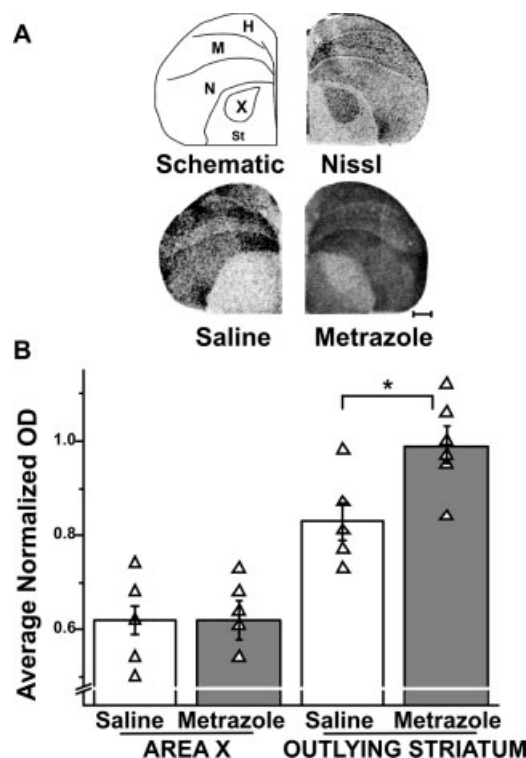 A
H
M
N
X
St
Schematic Nissl
Saline Metrazole
B
Average Normalized OD
*
1.0
0.8
0.6
Saline Metrazole Saline Metrazole
AREA X OUTLYING STRIATUM